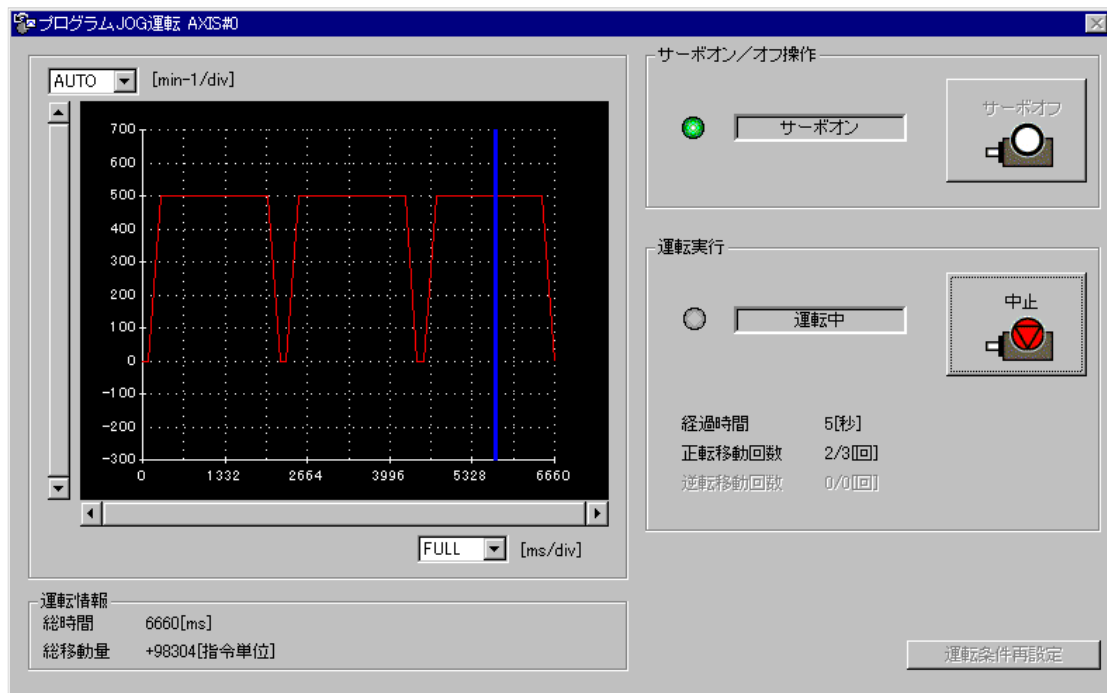 プログラムJOG運転 AXIS#0
AUTO [min-1/div]
700
600
500
400
300
200
100
0
-100
-200
-300
0 1332 2664 3996 5328 6660
FULL [ms/div]
運転情報
総時間 6660[ms]
総移動量 +98304[指令単位]
サーボオン／オフ操作
サーボオン
サーボオフ
運転実行
運転中
中止
経過時間 5[秒]
正転移動回数 2/3[回]
逆転移動回数 0/0[回]
運転条件再設定